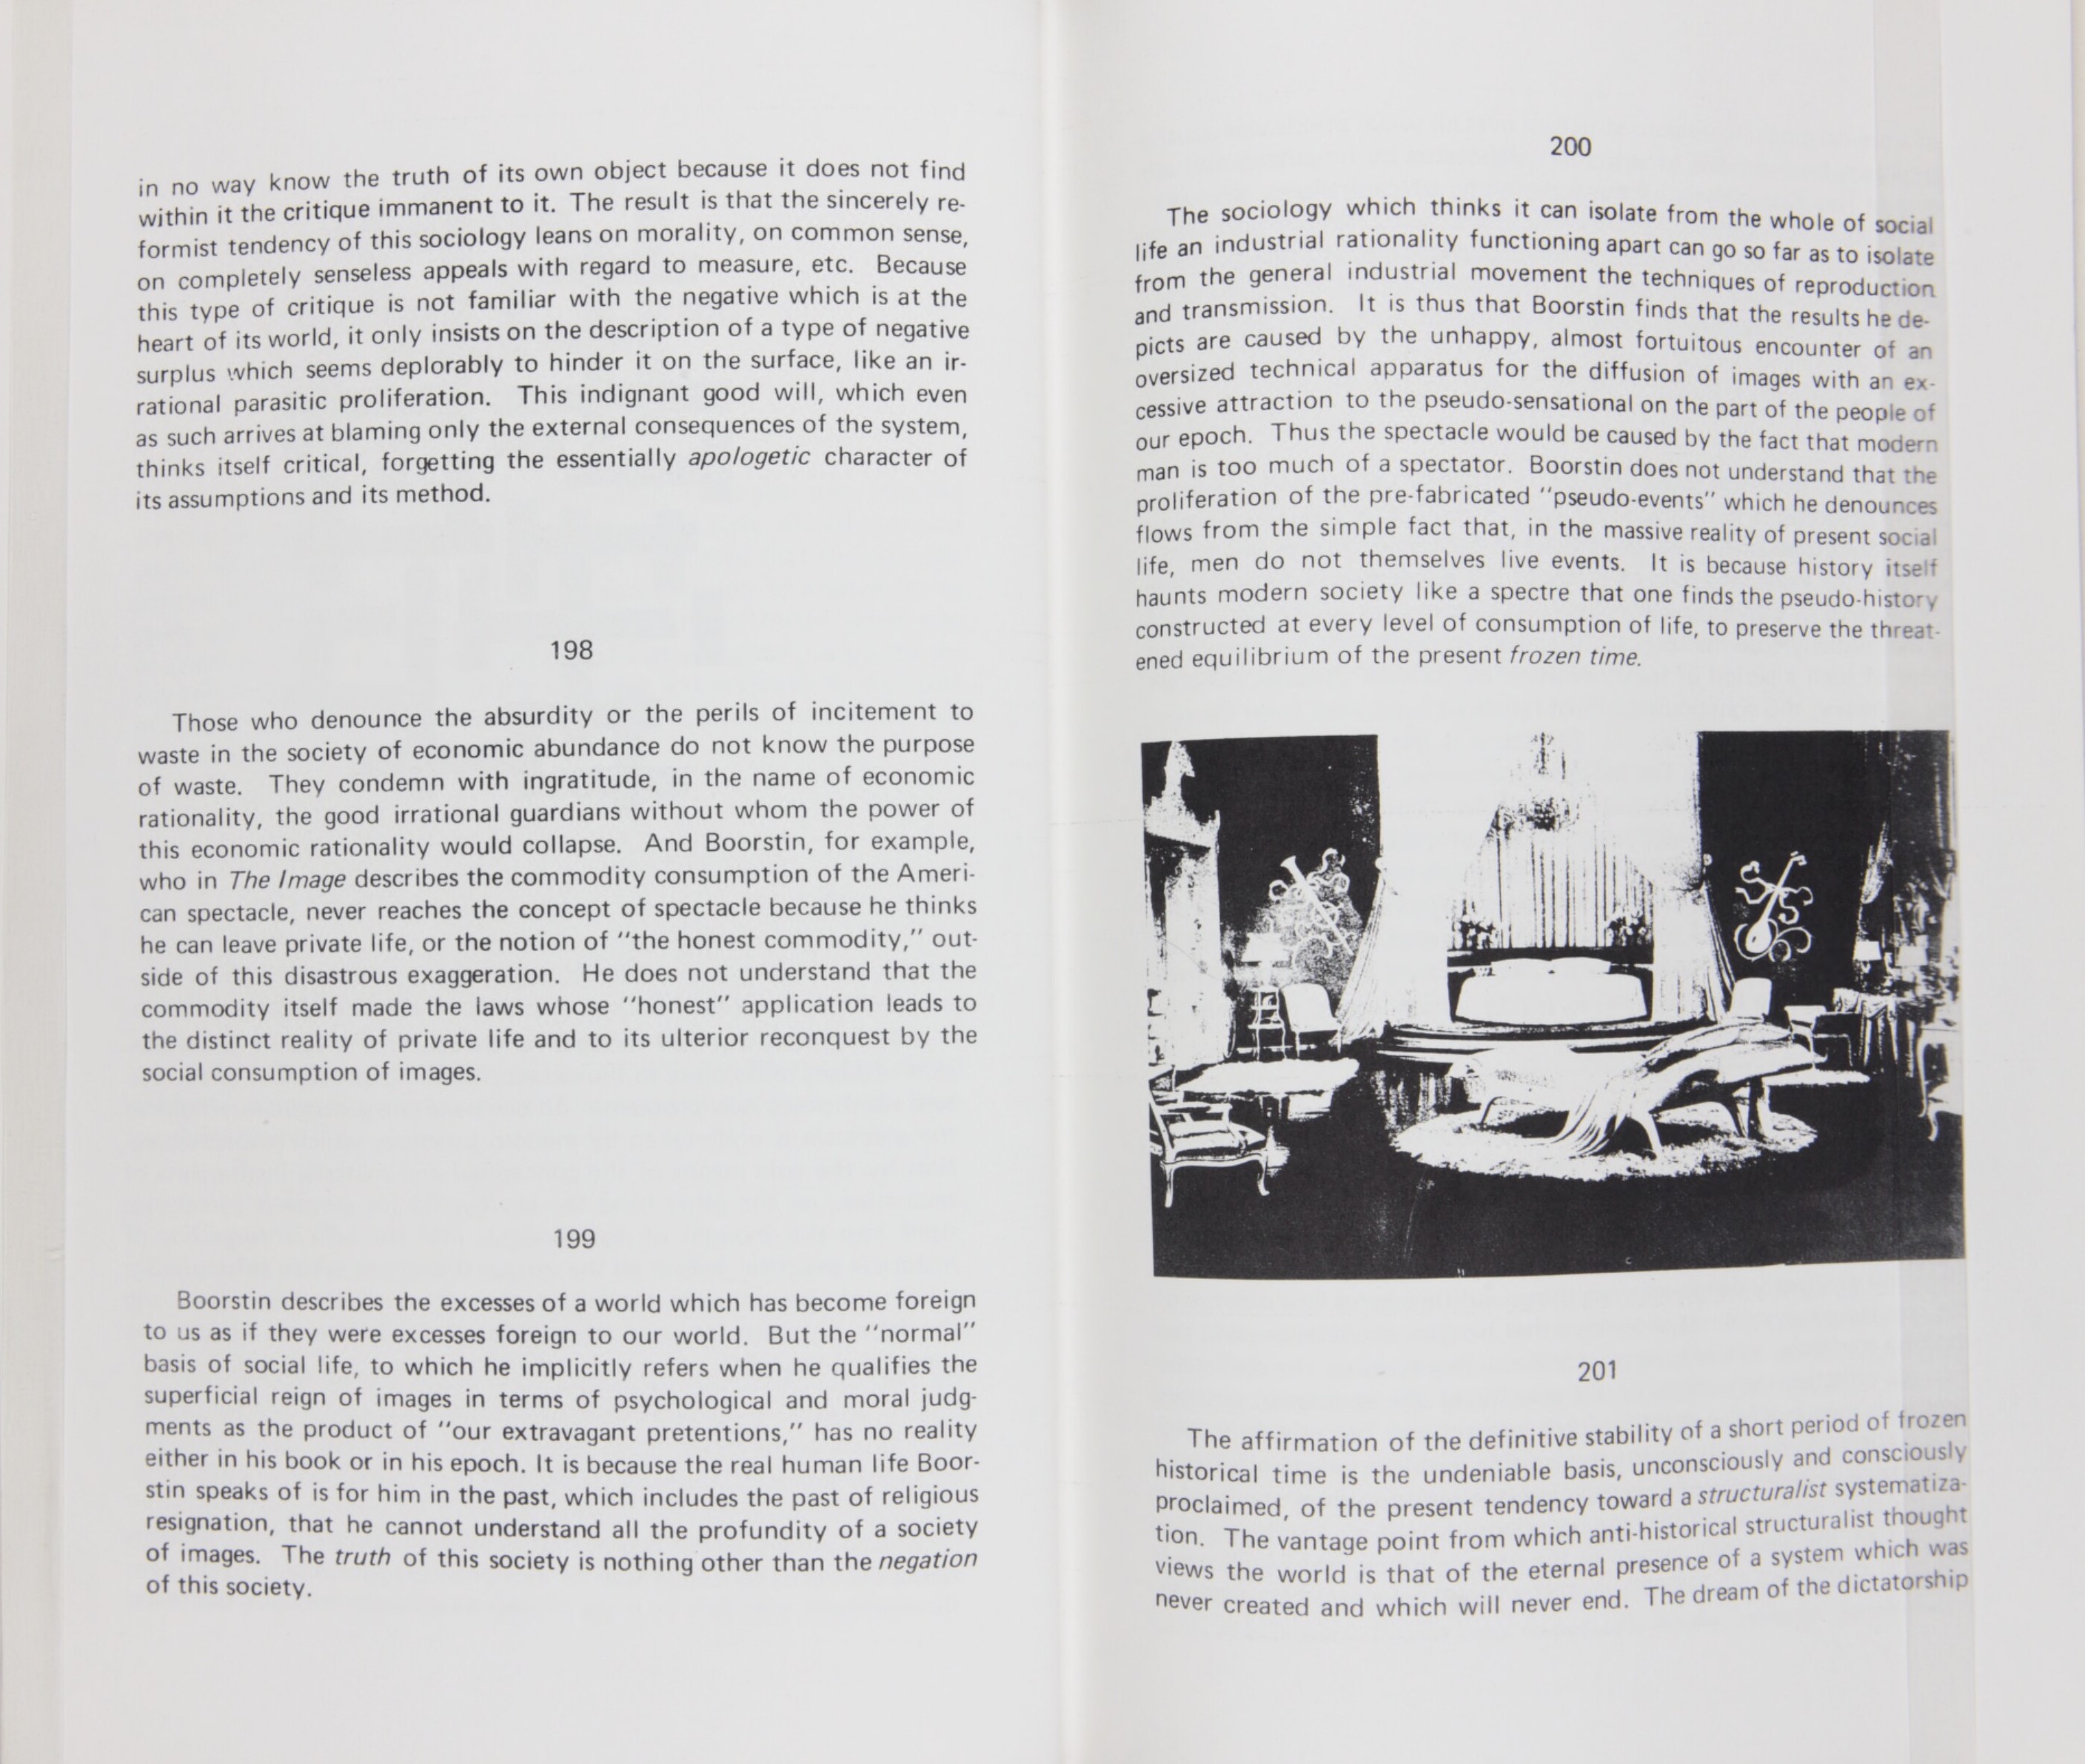 in no way know the truth of its own object because it does not find
within it the critique immanent to it. The result is that the sincerely re-
formist tendency of this sociology leans on morality, on common sense,
on completely senseless appeals with regard to measure, etc. Because
this type of critique is not familiar with the negative which is at the
heart of its world, it only insists on the description of a type of negative
surplus which seems deplorably to hinder it on the surface, like an ir-
rational parasitic proliferation. This indignant good will, which even
as such arrives at blaming only the external consequences of the system,
thinks itself critical, forgetting the essentially apologetic character of
its assumptions and its method.
198
Those who denounce the absurdity or the perils of incitement to
waste in the society of economic abundance do not know the purpose
of waste. They condemn with ingratitude, in the name of economic
rationality, the good irrational guardians without whom the power of
this economic rationality would collapse. And Boorstin, for example,
who in The Image describes the commodity consumption of the Ameri-
can spectacle, never reaches the concept of spectacle because he thinks
he can leave private life, or the notion of "the honest commodity," out-
side of this disastrous exaggeration. He does not understand that the
commodity itself made the laws whose "honest" application leads to
the distinct reality of private life and to its ulterior reconquest by the
social consumption of images.
199
Boorstin describes the excesses of a world which has become foreign
to us as if they were excesses foreign to our world. But the "normal"
basis of social life, to which he implicitly refers when he qualifies the
superficial reign of images in terms of psychological and moral judg-
ments as the product of "our extravagant pretentions," has no reality
either in his book or in his epoch. It is because the real human life Boor-
stin speaks of is for him in the past, which includes the past of religious
resignation, that he cannot understand all the profundity of a society
of images. The truth of this society is nothing other than the negation
of this society.
200
The sociology which thinks it can isolate from the whole of social
life an industrial rationality functioning apart can go so far as to isolate
from the general industrial movement the techniques of reproduction
and transmission. It is thus that Boorstin finds that the results he de-
picts are caused by the unhappy, almost fortuitous encounter of an
oversized technical apparatus for the diffusion of images with an ex-
cessive attraction to the pseudo-sensational on the part of the people of
our epoch. Thus the spectacle would be caused by the fact that modern
man is too much of a spectator. Boorstin does not understand that the
proliferation of the pre-fabricated "pseudo-events" which he denounces
flows from the simple fact that, in the massive reality of present social
life, men do not themselves live events. It is because history itself
haunts modern society like a spectre that one finds the pseudo-history
constructed at every level of consumption of life, to preserve the threat-
ened equilibrium of the present frozen time.
201
The affirmation of the definitive stability of a short period of frozen
historical time is the undeniable basis, unconsciously and consciously
proclaimed, of the present tendency toward a structuralist systematiza-
tion. The vantage point from which anti-historical structuralist thought
views the world is that of the eternal presence of a system which was
never created and which will never end. The dream of the dictatorship